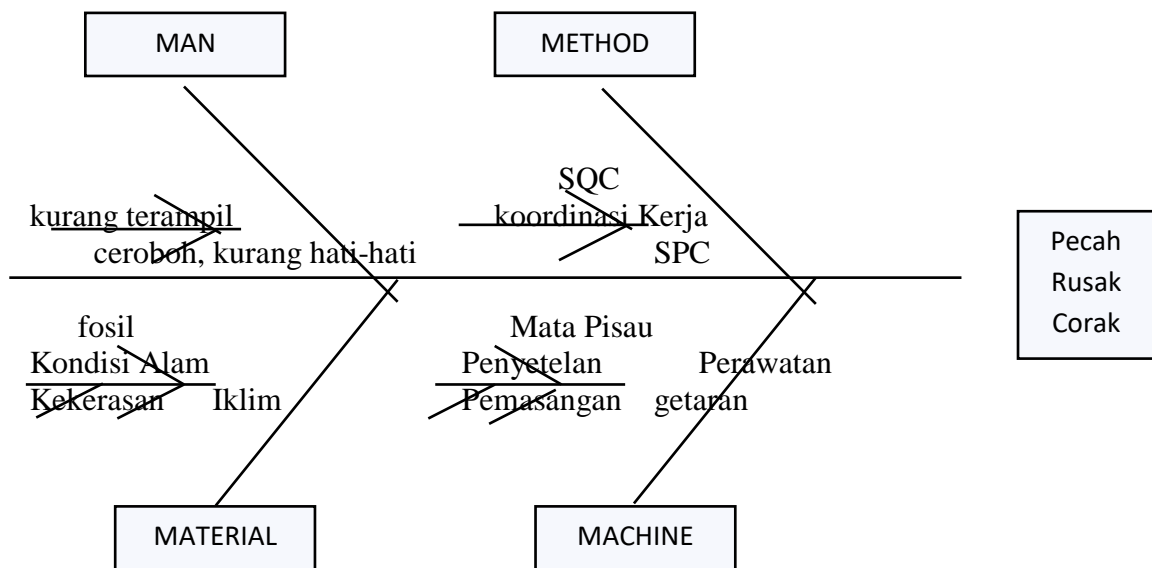 MAN
METHOD
SQC
kurang terampil
koordinasi Kerja
ceroboh, kurang hati-hati
SPC
Pecah
Rusak
Corak
fosil
Mata Pisau
Kondisi Alam
Penyetelan
Perawatan
Kekerasan
Iklim
Pemasangan
getaran
MATERIAL
MACHINE